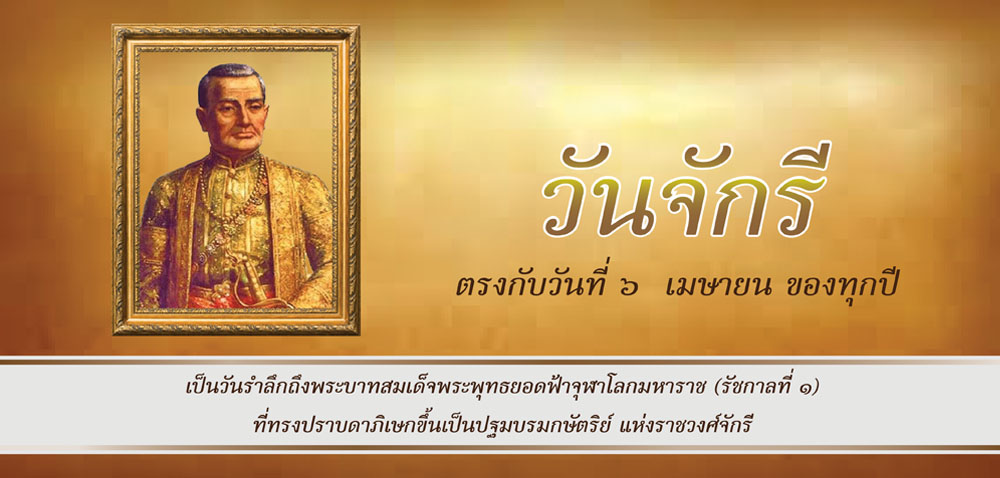 วันจักรี
ตรงกับวันที่ ๖ เมษายน ของทุกปี
เป็นวันรำลึกถึงพระบาทสมเด็จพระพุทธยอดฟ้าจุฬาโลกมหาราช (รัชกาลที่ ๑)
ที่ทรงปราบดาภิเษกขึ้นเป็นปฐมบรมกษัตริย์ แห่งราชวงศ์จักรี